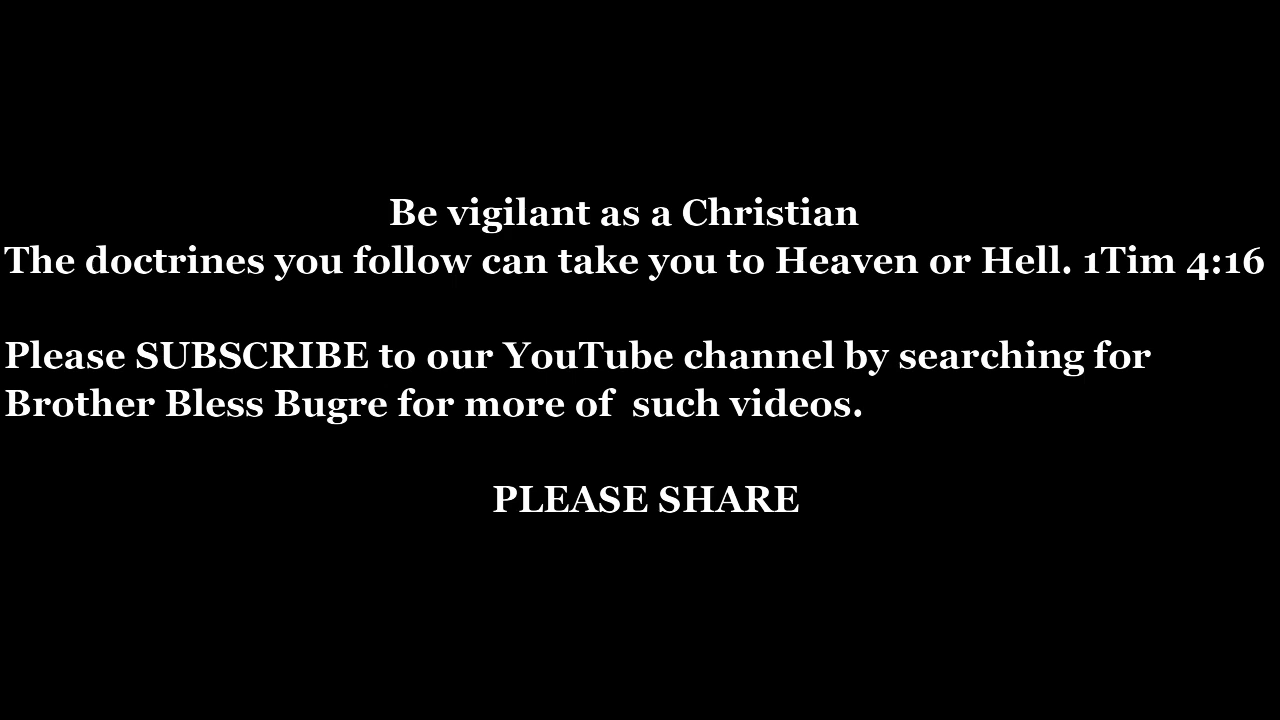 Be vigilant as a Christian
The doctrines you follow can take you to Heaven or Hell. 1Tim 4:16
Please SUBSCRIBE to our YouTube channel by searching for
Brother Bless Bugre for more of  such videos.
PLEASE SHARE